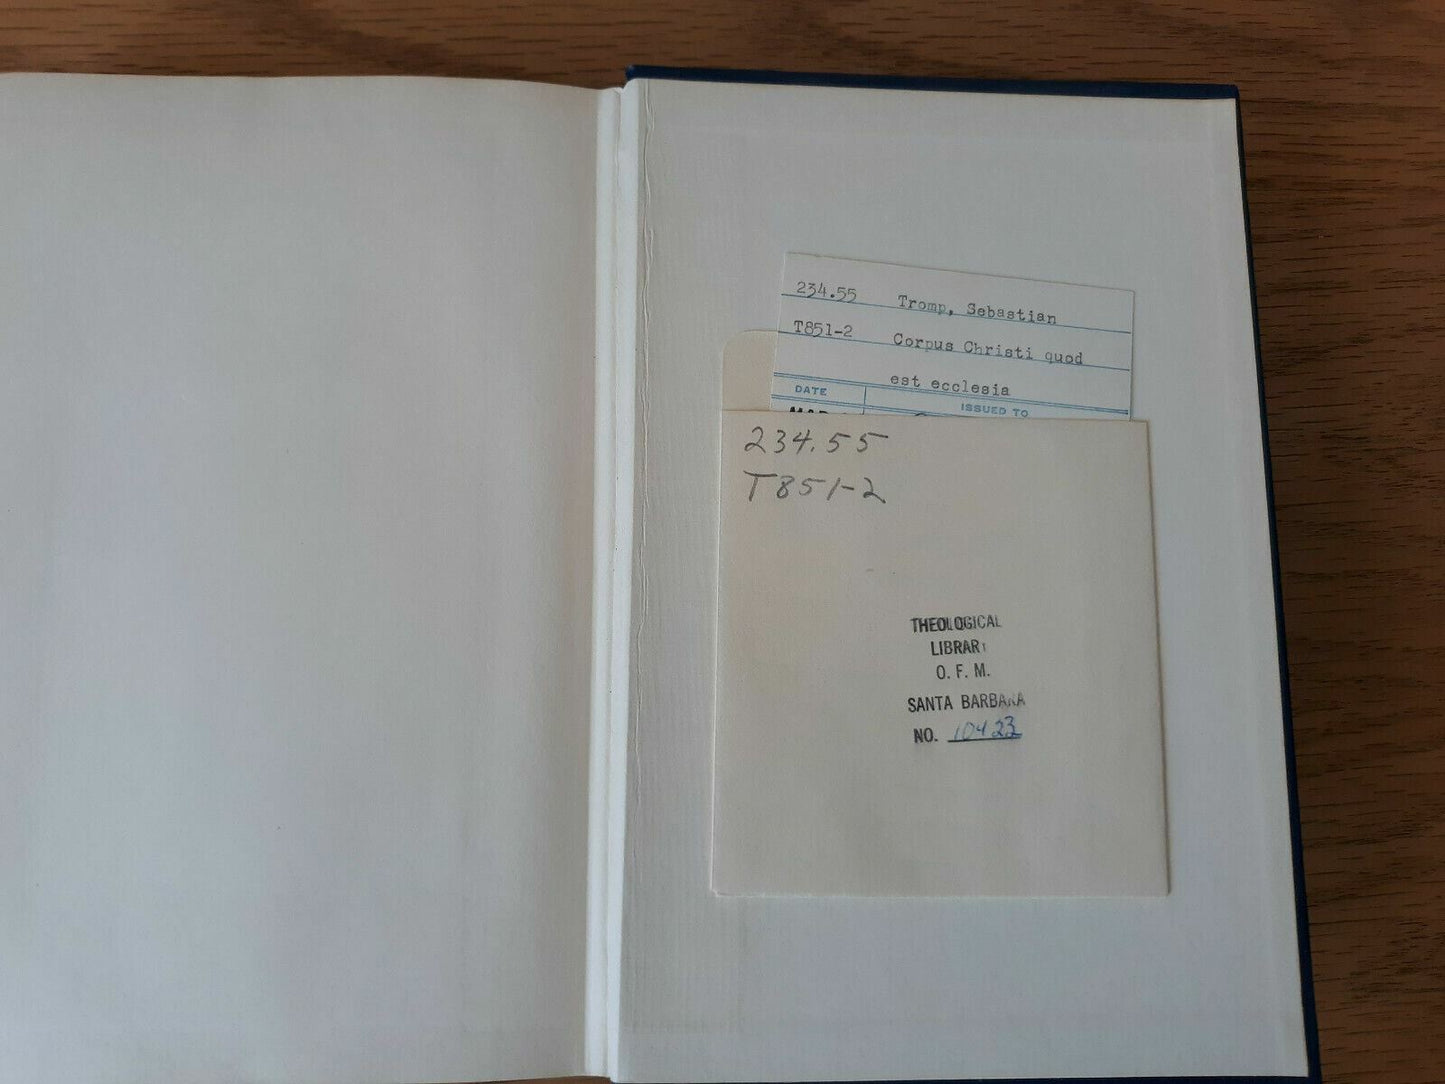 234.55 Tromp, Sebastian
T851-2 Corpus Christi quod
est ecclesia
DATE ISSUED TO
234.55
T851-2
THEOLOGICAL
LIBRARY
O. F. M.
SANTA BARBARA
NO. 10423